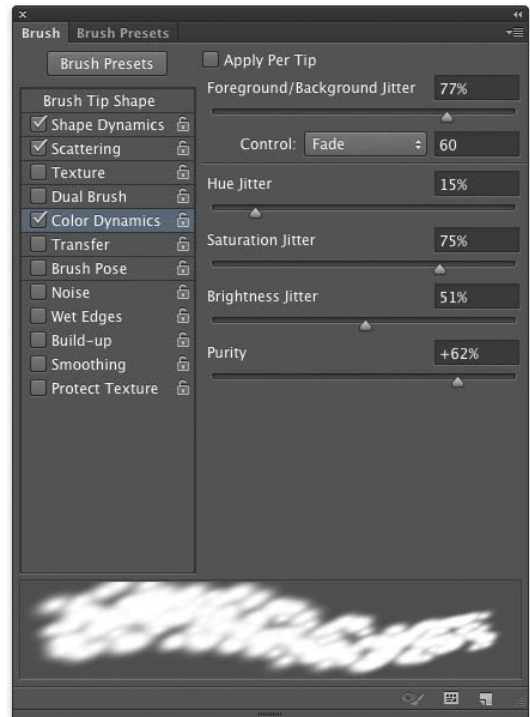 Brush Brush Presets
Brush Presets
Brush Tip Shape
Shape Dynamics
Scattering
Texture
Dual Brush
Color Dynamics
Transfer
Brush Pose
Noise
Wet Edges
Build-up
Smoothing
Protect Texture
Apply Per Tip
Foreground/Background Jitter 77%
Control: Fade 60
Hue Jitter 15%
Saturation Jitter 75%
Brightness Jitter 51%
Purity +62%